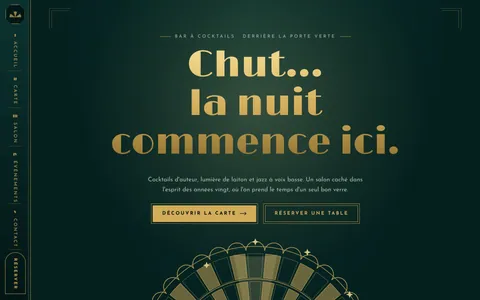 ACCUEIL
CARTE
SALON
ÉVÉNEMENTS
CONTACT
RÉSERVER
BAR À COCKTAILS DERRIÈRE LA PORTE VERTE
Chut...
la nuit
commence ici.
Cocktails d'auteur, lumière de laiton et jazz à voix basse. Un salon caché dans
l'esprit des années vingt, où l'on prend le temps d'un seul bon verre.
DÉCOUVRIR LA CARTE →
RÉSERVER UNE TABLE